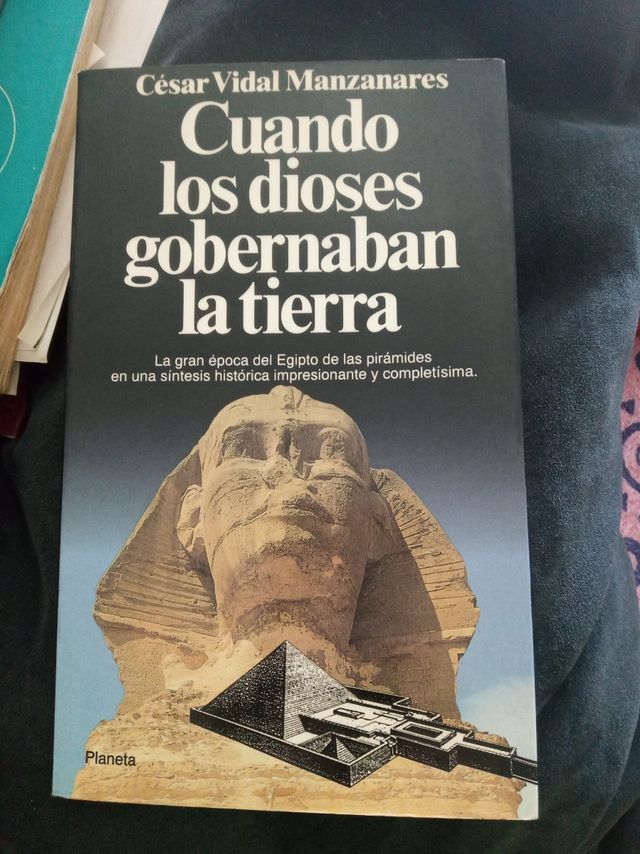 César Vidal Manzanares
Cuando
los dioses
gobernaban
la tierra
La gran época del Egipto de las pirámides
en una síntesis histórica impresionante y completísima.
Planeta